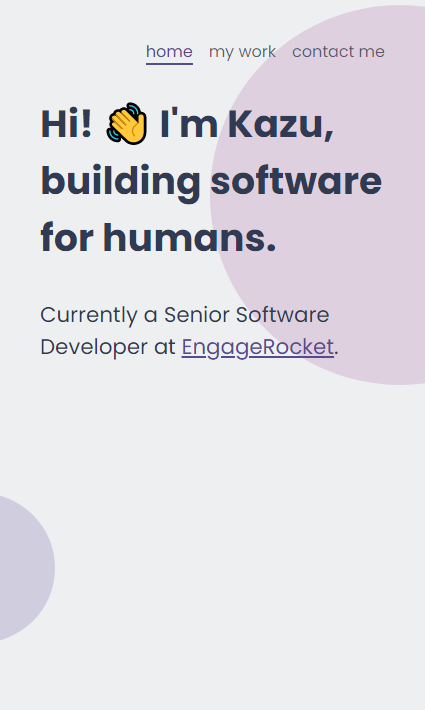 home my work contact me
Hi! 👋 I'm Kazu,
building software
for humans.
Currently a Senior Software
Developer at EngageRocket.